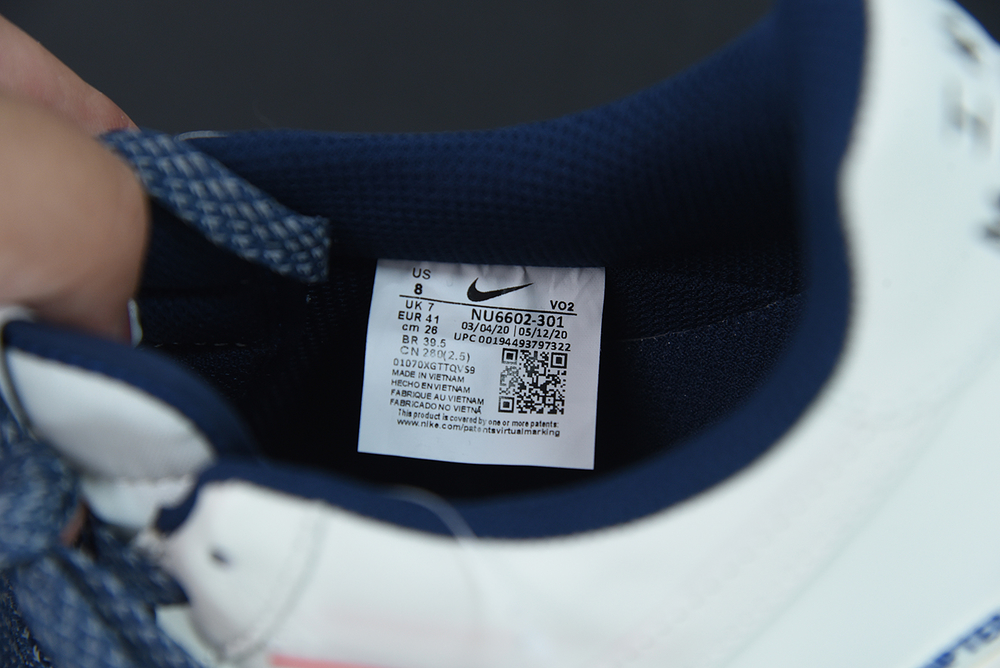 US
8
VO2
UK 7
NU6602-301
EUR 41
03/04/20 | 05/12/20
cm 26
UPC 00194493797322
BR 39.5
CN 280(2.5)
01070XGTTQVS9
MADE IN VIETNAM
HECHO EN VIETNAM
FABRIQUE AU VIETNAM
FABRICADO NO VIETNÃ
This product is covered by one or more patents:
www.nike.com/patentsvirtualmarking